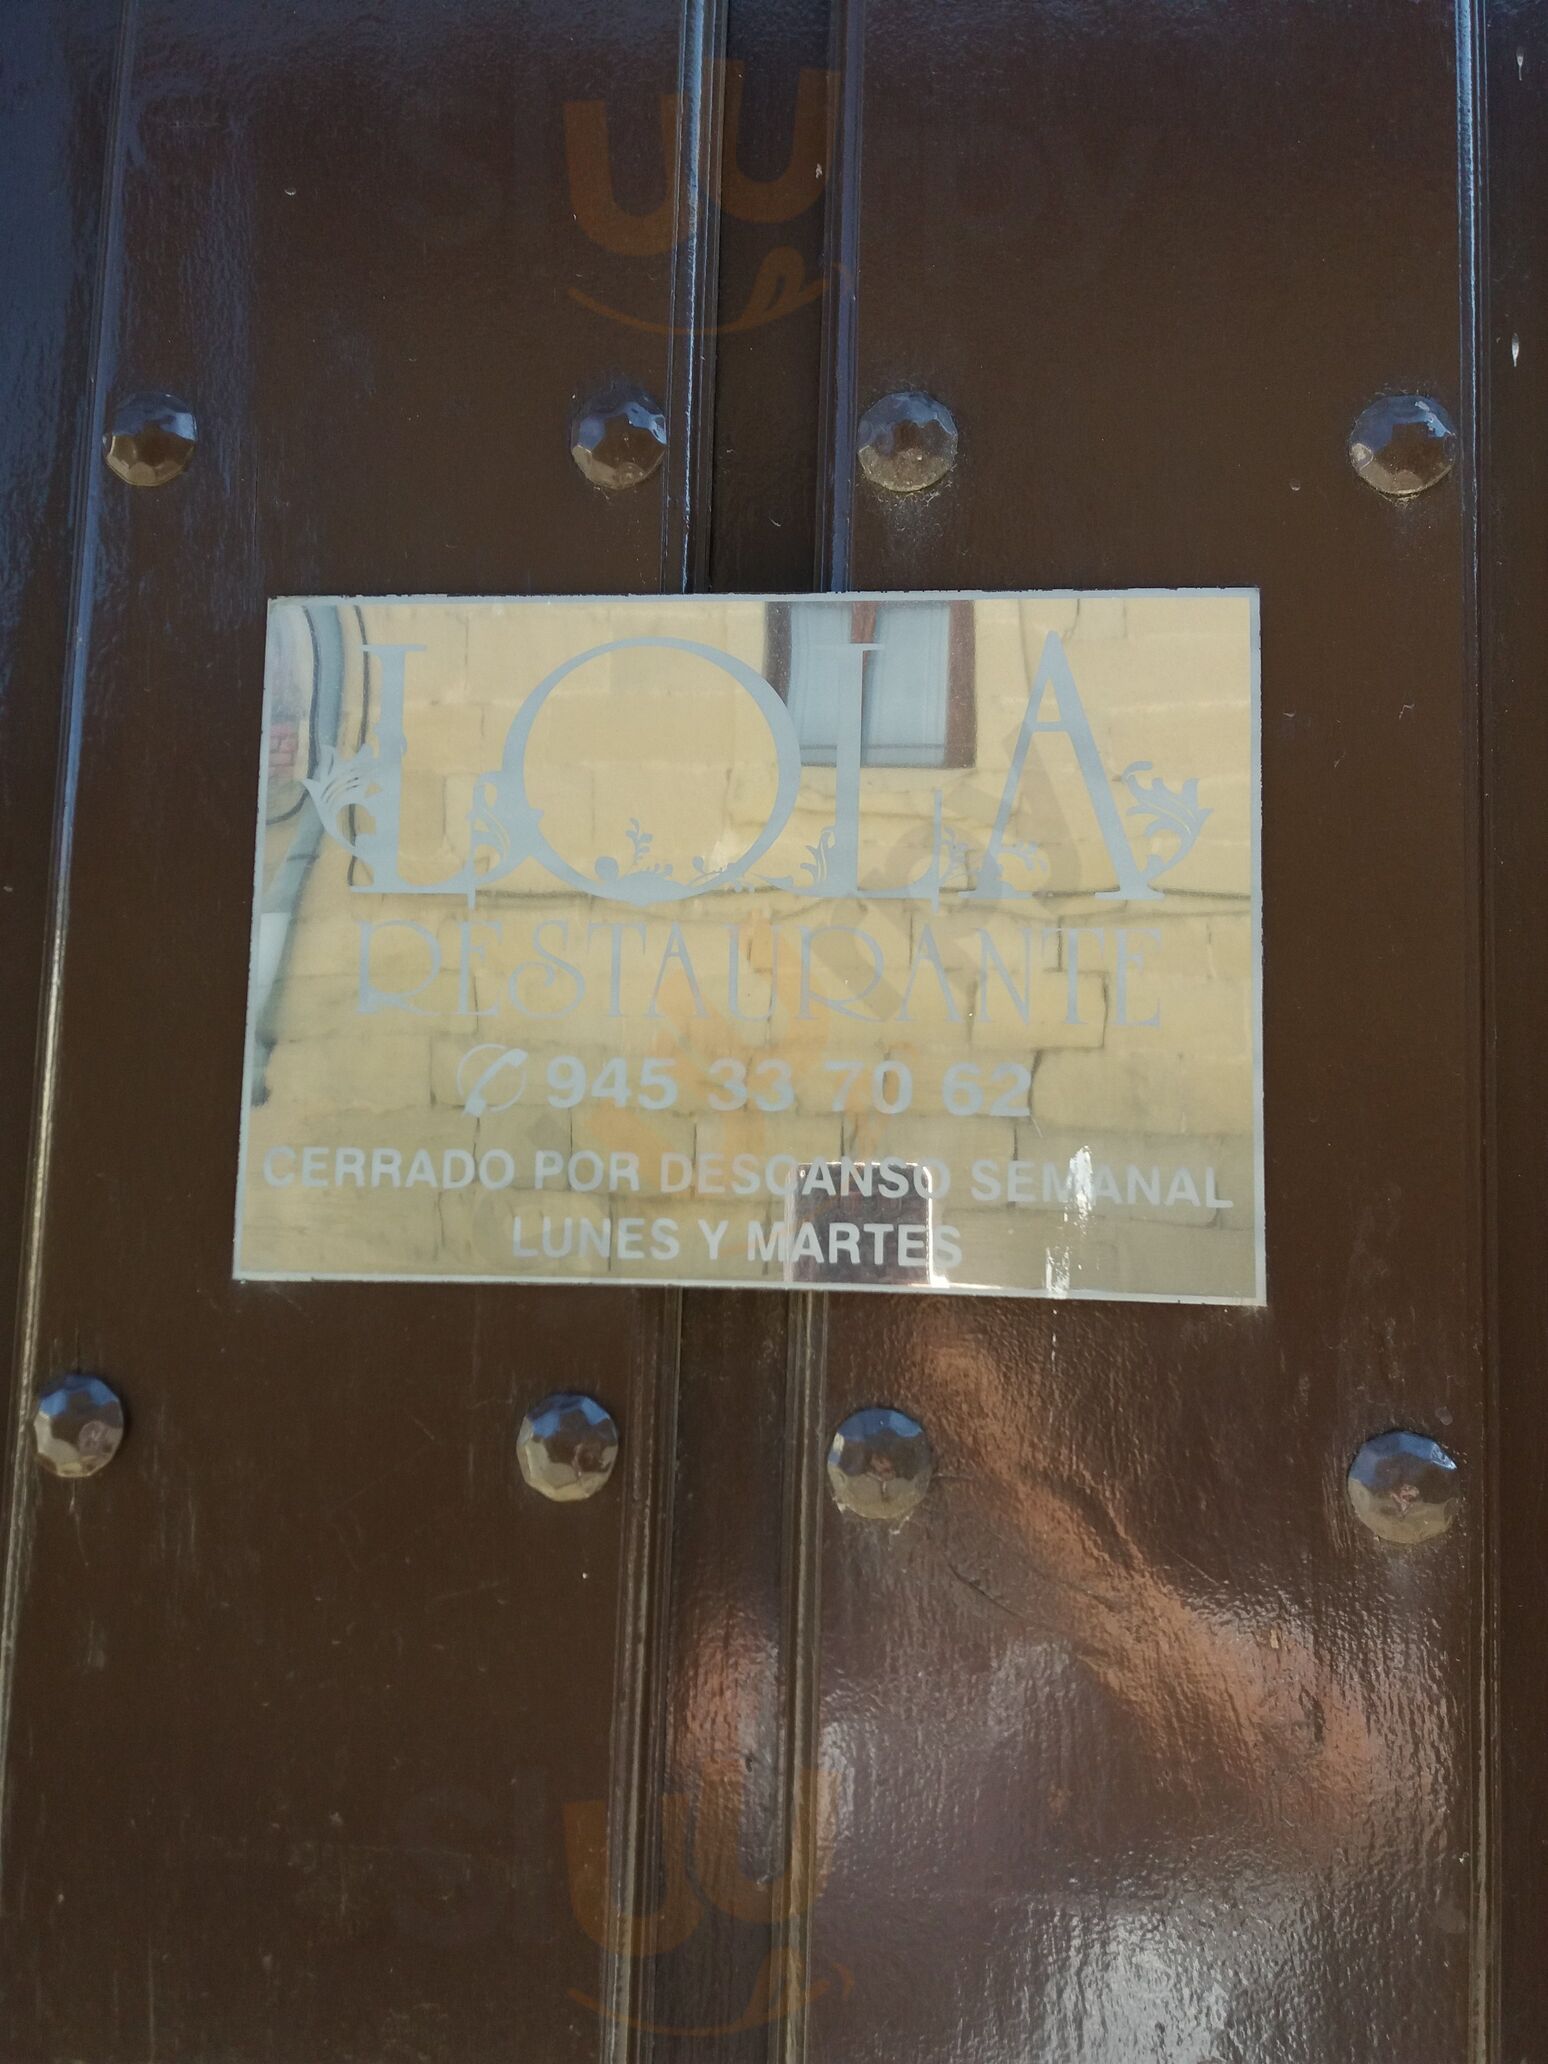 LOLA
RESTAURANTE
945 33 70 62
CERRADO POR DESCANSO SEMANAL
LUNES Y MARTES